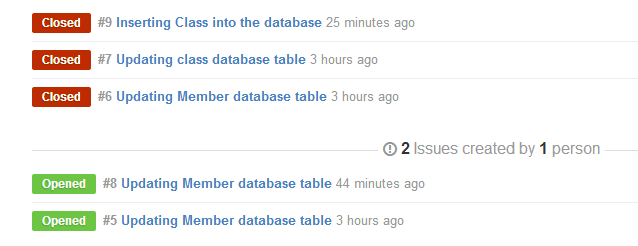 Closed #9 Inserting Class into the database 25 minutes ago
Closed #7 Updating class database table 3 hours ago
Closed #6 Updating Member database table 3 hours ago
2 Issues created by 1 person
Opened #8 Updating Member database table 44 minutes ago
Opened #5 Updating Member database table 3 hours ago